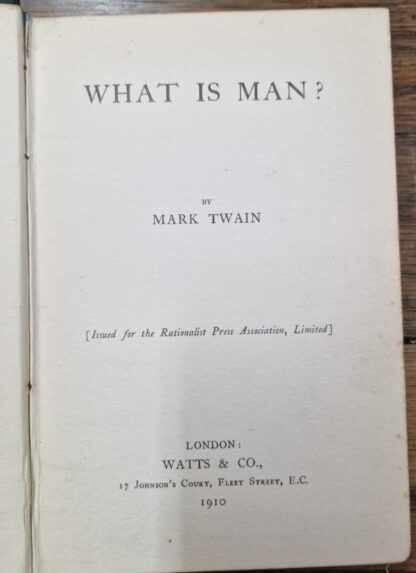 WHAT IS MAN?
BY
MARK TWAIN
[Issued for the Rationalist Press Association, Limited]
LONDON:
WATTS & CO.,
17 JOHNSON'S COURT, FLEET STREET, E.C.
1910